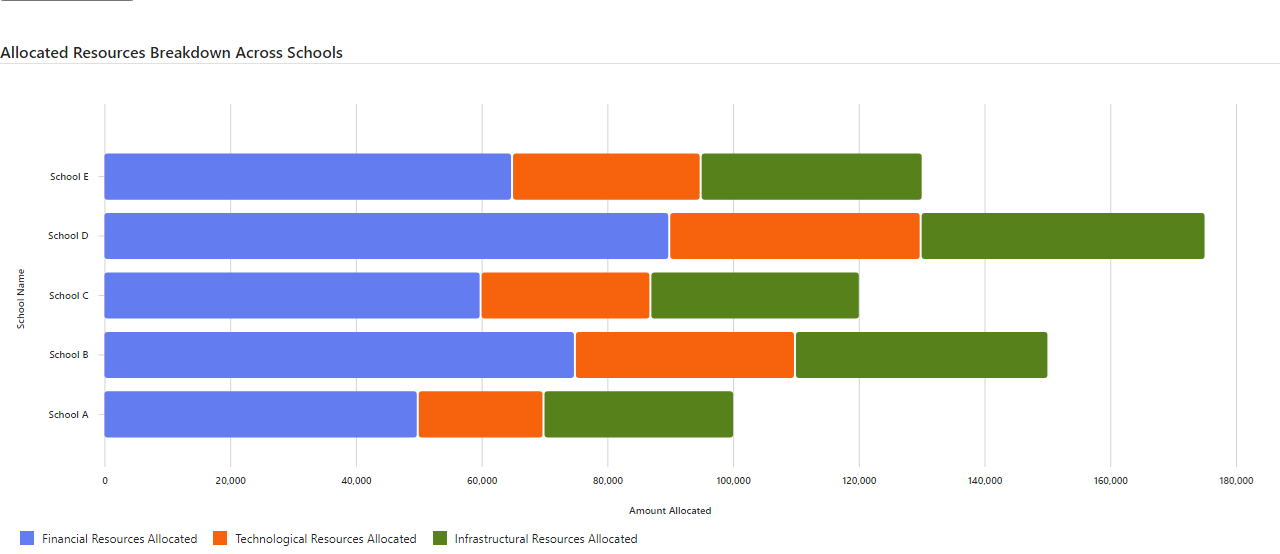 Allocated Resources Breakdown Across Schools
School E
School D
School C
School B
School A
School Name
0 20,000 40,000 60,000 80,000 100,000 120,000 140,000 160,000 180,000
Amount Allocated
Financial Resources Allocated Technological Resources Allocated Infrastructural Resources Allocated